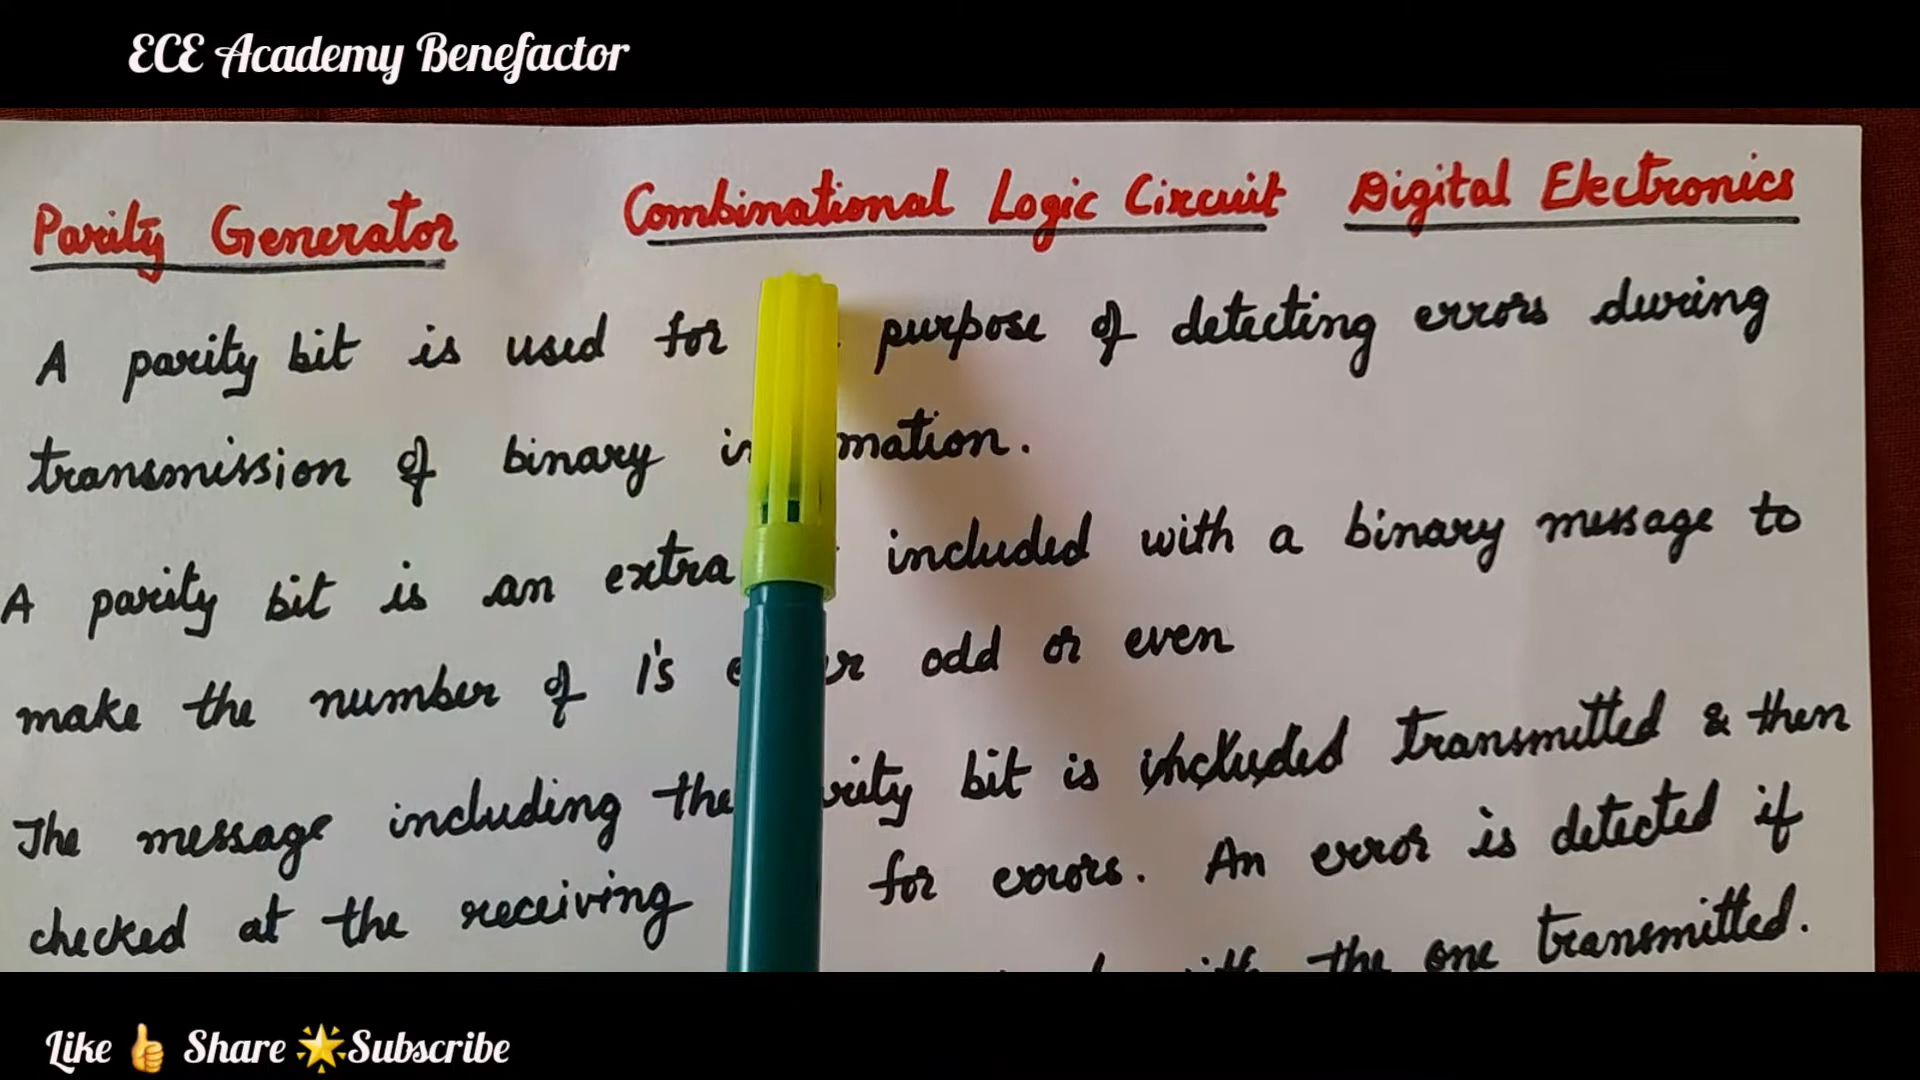 ECE Academy Benefactor
Parity Generator Combinational Logic Circuit Digital Electronics
A parity bit is used for purpose of detecting errors during
transmission of binary mation.
A parity bit is an extra included with a binary message to
make the number of 1's odd or even
The message including the bit is included transmitted & then
checked at the receiving for errors. An error is detected if
the one transmitted.
Like 👍 Share 🌟Subscribe